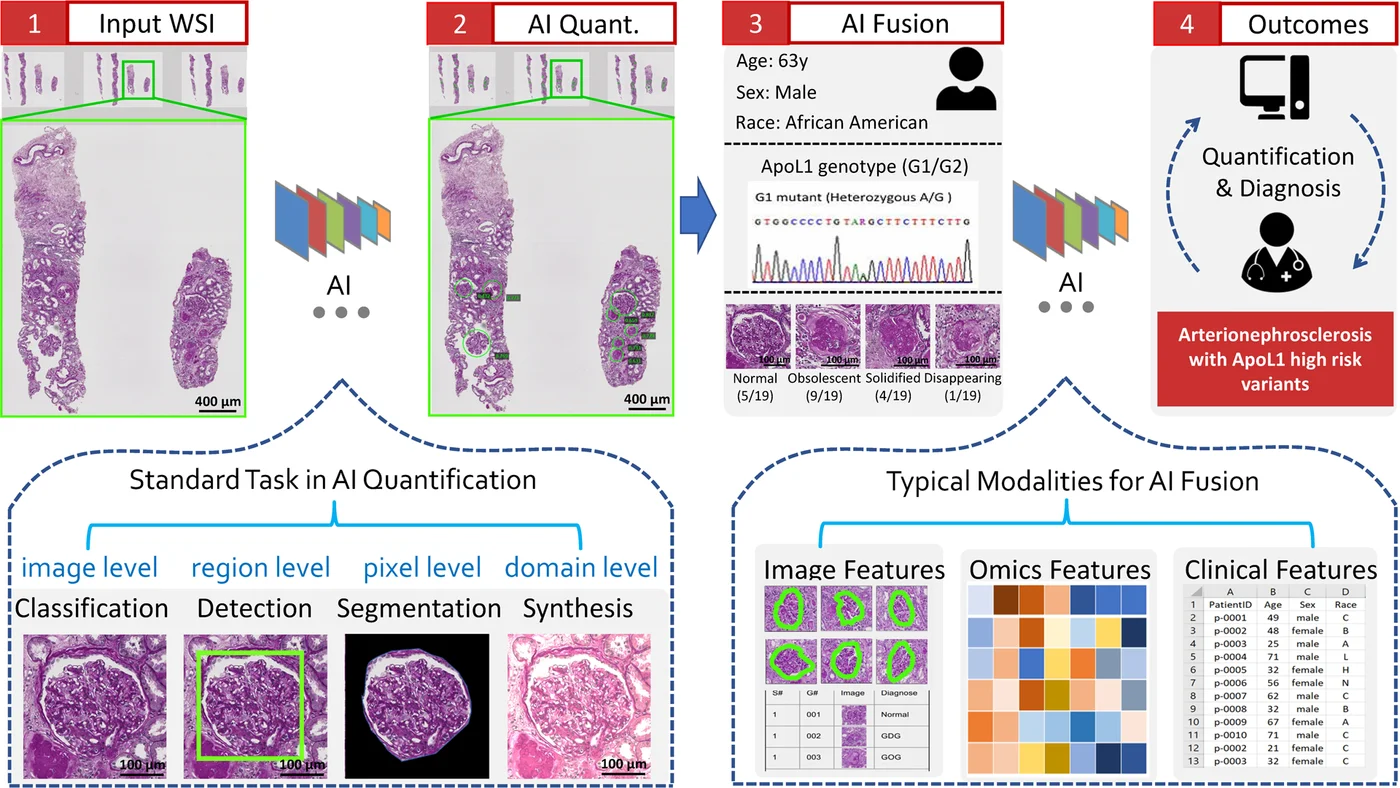 1
Input WSI
2
AI Quant.
3
AI Fusion
4
Outcomes
400 μm
AI
400 μm
Age: 63y
Sex: Male
Race: African American
ApoL1 genotype (G1/G2)
G1 mutant (Heterozygous A/G )
G T G G C C C C T G T A R G C T T C T T T C T T G
100 μm
100 μm
100 μm
100 μm
Normal
(5/19)
Obsolescent
(9/19)
Solidified
(4/19)
Disappearing
(1/19)
AI
Quantification
& Diagnosis
Arterionephrosclerosis
with ApoL1 high risk
variants
Standard Task in AI Quantification
image level
region level
pixel level
domain level
Classification
Detection
Segmentation
Synthesis
100 μm
100 μm
100 μm
Typical Modalities for AI Fusion
Image Features
S# G# Image Diagnose
1 001 Normal
1 002 GDG
1 003 GOG
Omics Features
Clinical Features
A B C D
1 PatientID Age Sex Race
2 p-0001 49 male C
3 p-0002 48 female B
4 p-0003 25 male A
5 p-0004 71 male L
6 p-0005 32 female H
7 p-0006 56 female N
8 p-0007 62 male C
9 p-0008 32 male B
10 p-0009 67 female A
11 p-0010 71 male C
12 p-0002 21 female C
13 p-0003 32 female C